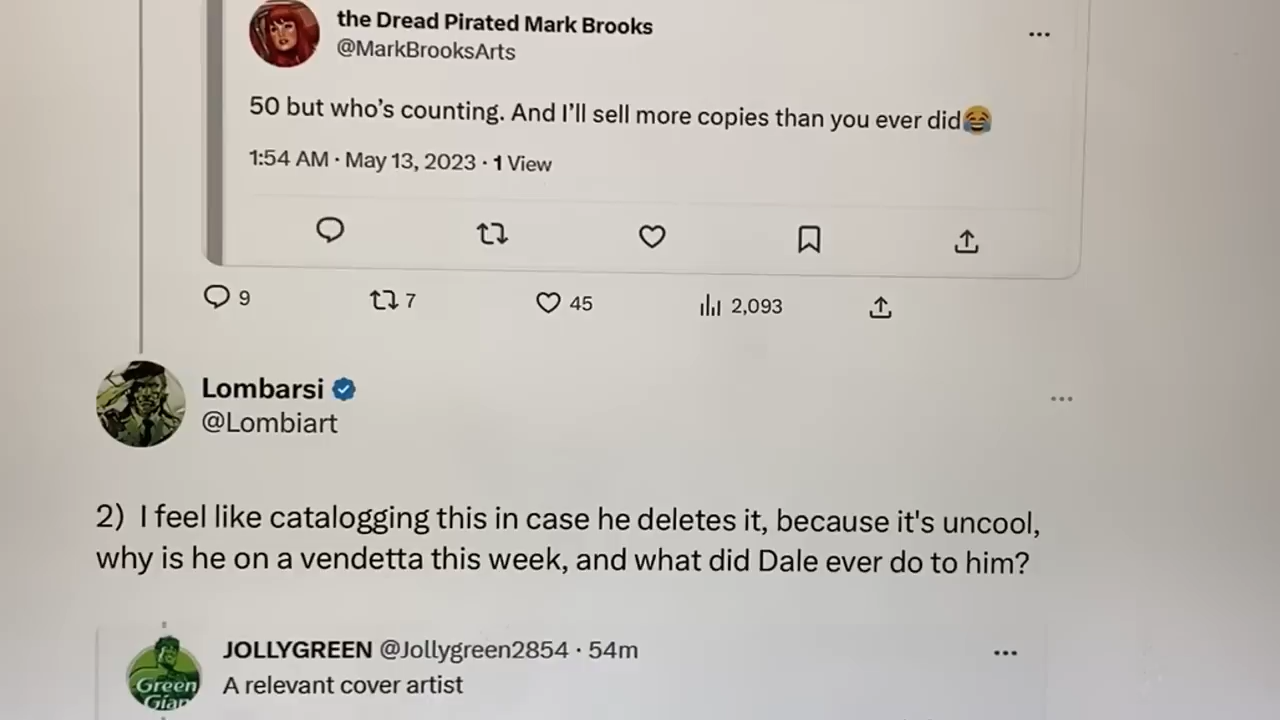 the Dread Pirated Mark Brooks
@MarkBrooksArts
50 but who's counting. And I'll sell more copies than you ever did😂
1:54 AM · May 13, 2023 · 1 View
9 7 45 2,093
Lombarsi
@Lombiart
2) I feel like catalogging this in case he deletes it, because it's uncool,
why is he on a vendetta this week, and what did Dale ever do to him?
JOLLYGREEN @Jollygreen2854 · 54m
A relevant cover artist
Green
Giant